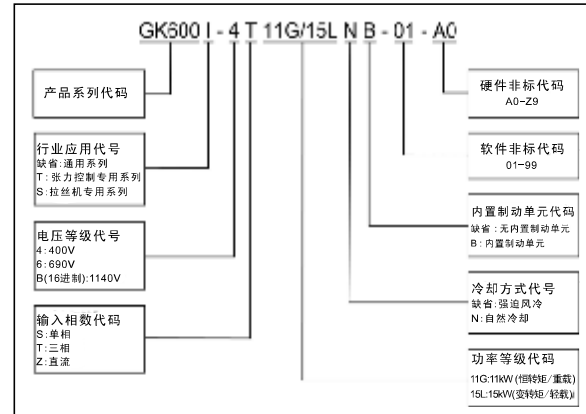 GK600 I - 4 T 11G/15L N B - 01 - A0
产品系列代码
行业应用代号
缺省:通用系列
T:张力控制专用系列
S:拉丝机专用系列
电压等级代号
4:400V
6:690V
B(16进制):1140V
输入相数代码
S:单相
T:三相
Z:直流
硬件非标代码
A0-Z9
软件非标代码
01-99
内置制动单元代码
缺省:无内置制动单元
B:内置制动单元
冷却方式代号
缺省:强迫风冷
N:自然冷却
功率等级代码
11G:11kW(恒转矩/重载)
15L:15kW(变转矩/轻载)